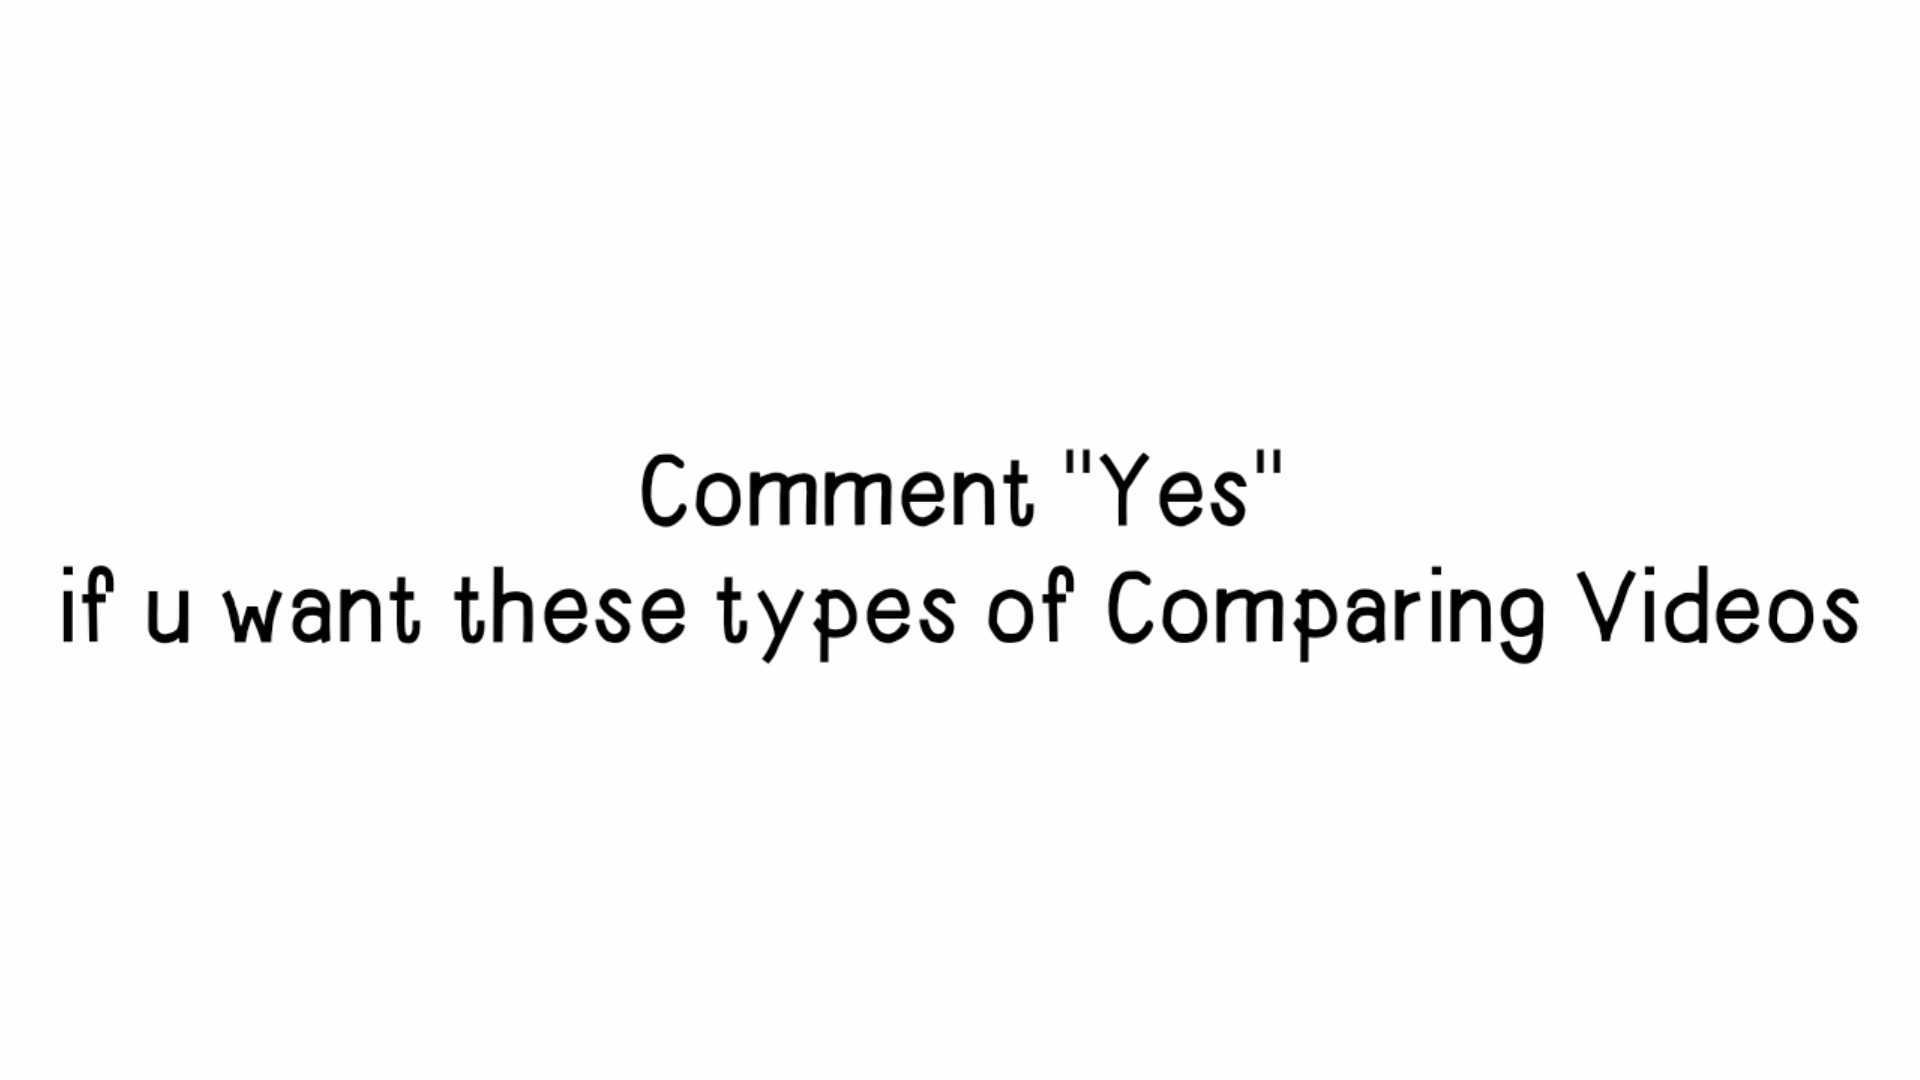 Comment "Yes"
if u want these types of Comparing Videos